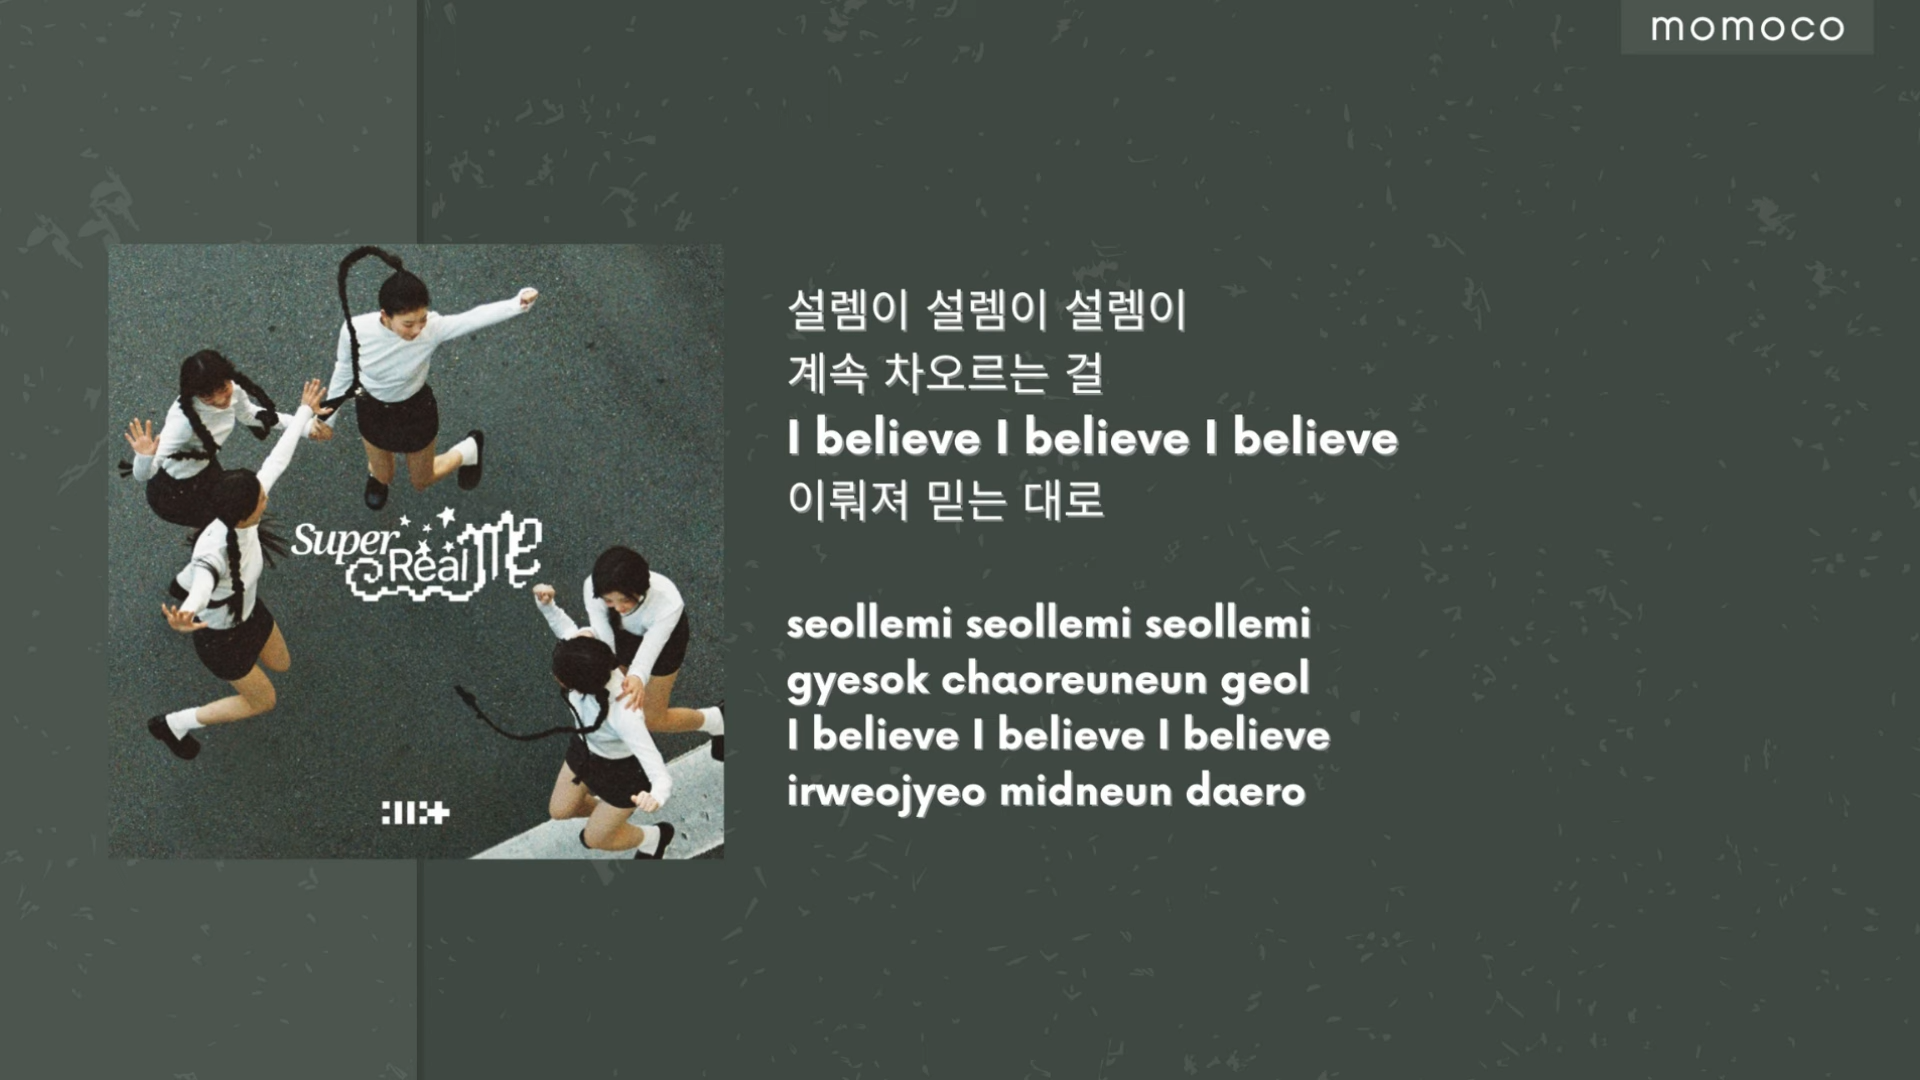 momoco
Super
Real me
설렘이 설렘이 설렘이
계속 차오르는 걸
I believe I believe I believe
이뤄져 믿는 대로
seollemi seollemi seollemi
gyesok chaoreuneun geol
I believe I believe I believe
irweojyeo midneun daero